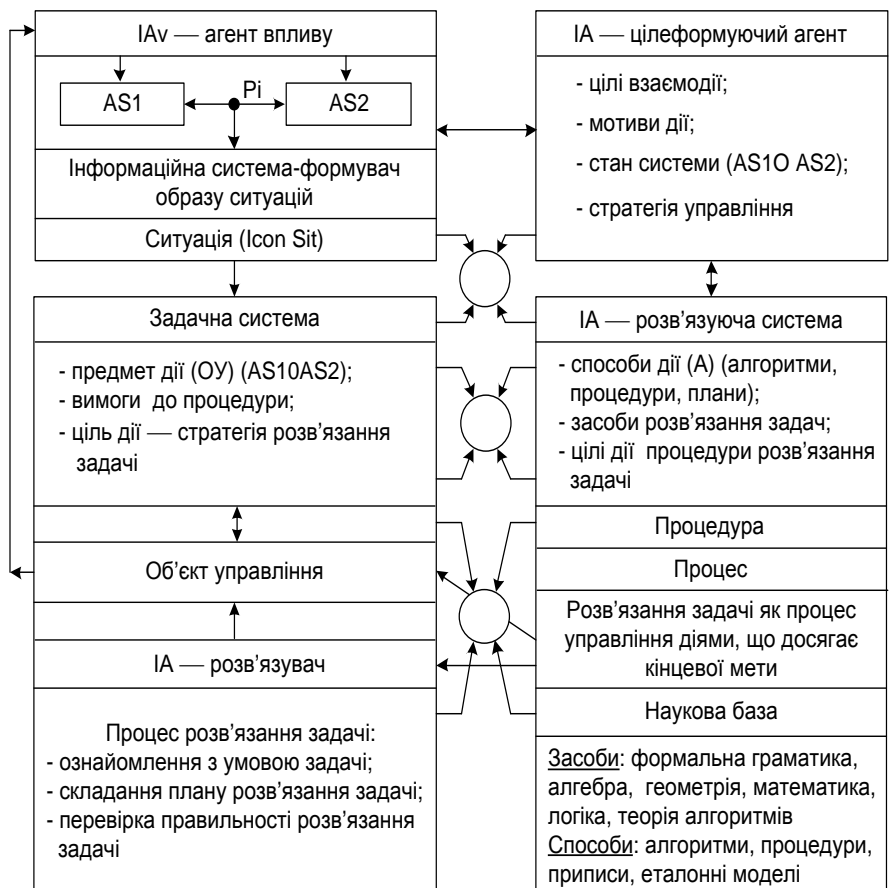 IAv — агент впливу
Pi
AS1
AS2
Інформаційна система-формувач
образу ситуацій
Ситуація (Icon Sit)
Задачна система
- предмет дії (ОУ) (AS10AS2);
- вимоги до процедури;
- ціль дії — стратегія розв'язання
задачі
Об'єкт управління
ІА — розв'язувач
Процес розв'язання задачі:
- ознайомлення з умовою задачі;
- складання плану розв'язання задачі;
- перевірка правильності розв'язання
задачі
ІА — цілеформуючий агент
- цілі взаємодії;
- мотиви дії;
- стан системи (AS1O AS2);
- стратегія управління
ІА — розв'язуюча система
- способи дії (А) (алгоритми,
процедури, плани);
- засоби розв'язання задач;
- цілі дії процедури розв'язання
задачі
Процедура
Процес
Розв'язання задачі як процес
управління діями, що досягає
кінцевої мети
Наукова база
Засоби: формальна граматика,
алгебра, геометрія, математика,
логіка, теорія алгоритмів
Способи: алгоритми, процедури,
приписи, еталонні моделі